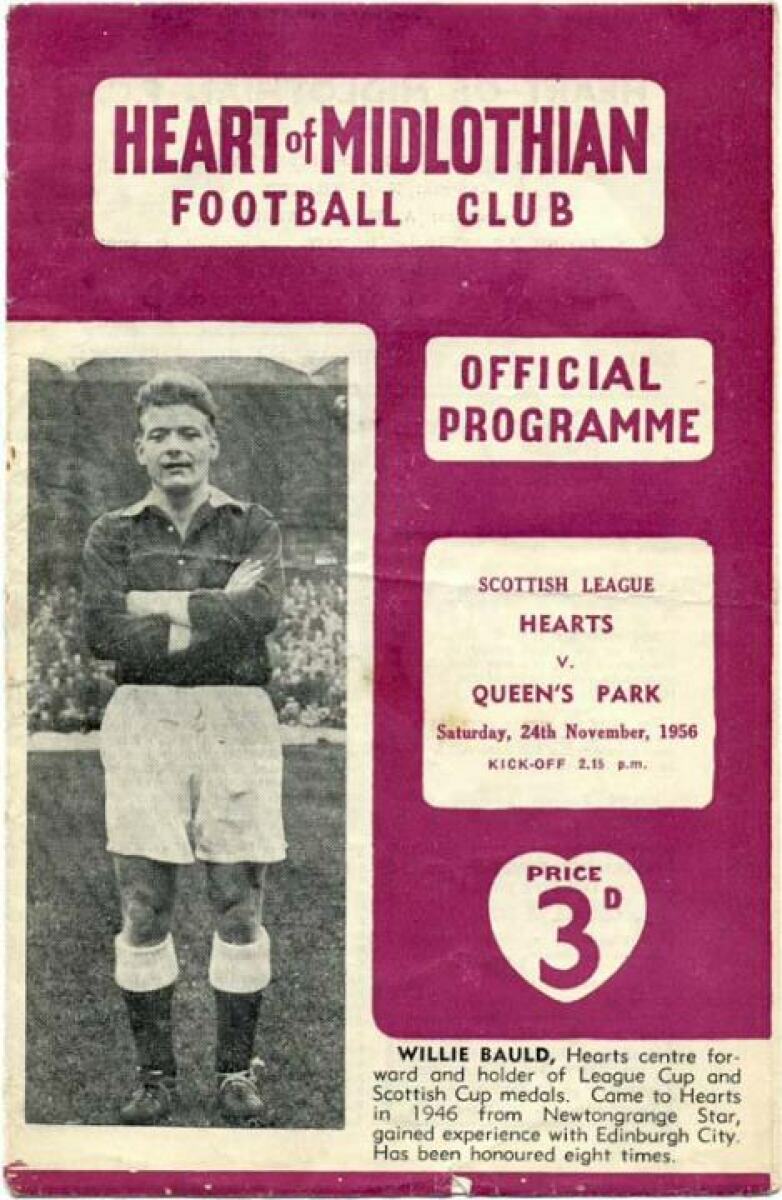 HEART of MIDLOTHIAN
FOOTBALL CLUB
OFFICIAL
PROGRAMME
SCOTTISH LEAGUE
HEARTS
v.
QUEEN'S PARK
Saturday, 24th November, 1956
KICK-OFF 2.15 p.m.
PRICE
3D
WILLIE BAULD, Hearts centre for-
ward and holder of League Cup and
Scottish Cup medals. Came to Hearts
in 1946 from Newtongrange Star,
gained experience with Edinburgh City.
Has been honoured eight times.